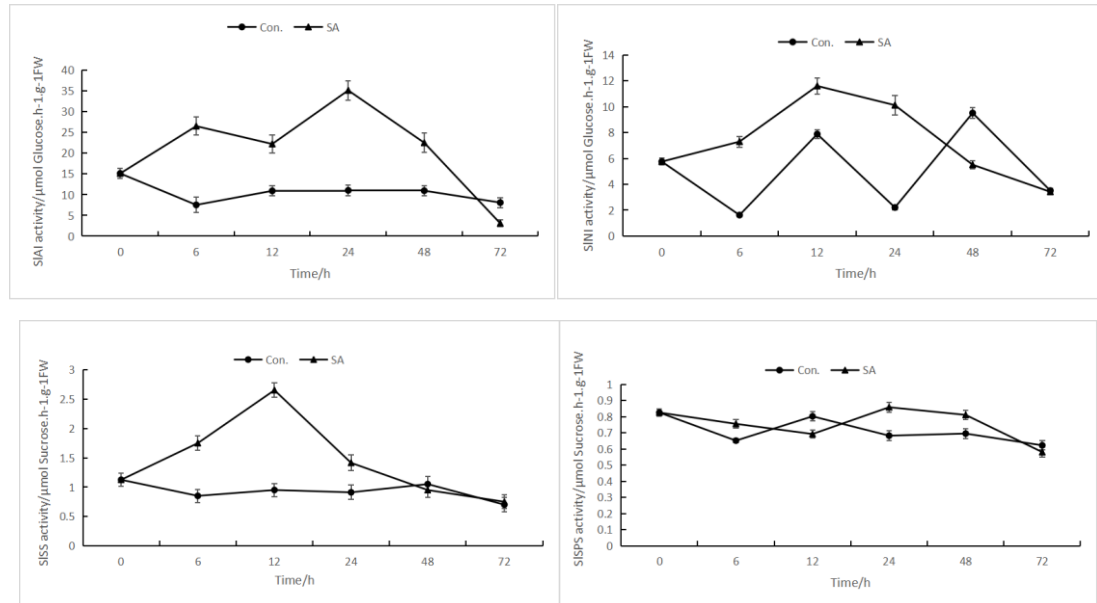 Con. SA
SIAI activity/μmol Glucose.h-1.g-1FW
40
35
30
25
20
15
10
5
0
0 6 12 24 48 72
Time/h
Con. SA
SINI activity/μmol Glucose.h-1.g-1FW
14
12
10
8
6
4
2
0
0 6 12 24 48 72
Time/h
Con. SA
SISS activity/μmol Sucrose.h-1.g-1FW
3
2.5
2
1.5
1
0.5
0
0 6 12 24 48 72
Time/h
Con. SA
SISPS activity/μmol Sucrose.h-1.g-1FW
1
0.9
0.8
0.7
0.6
0.5
0.4
0.3
0.2
0.1
0
0 6 12 24 48 72
Time/h